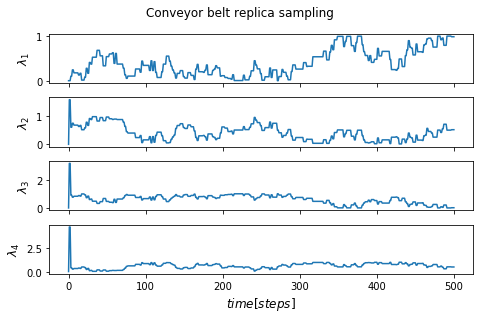 Conveyor belt replica sampling
λ1
1
0
λ2
1
0
λ3
2
0
λ4
2.5
0.0
0 100 200 300 400 500
time[steps]